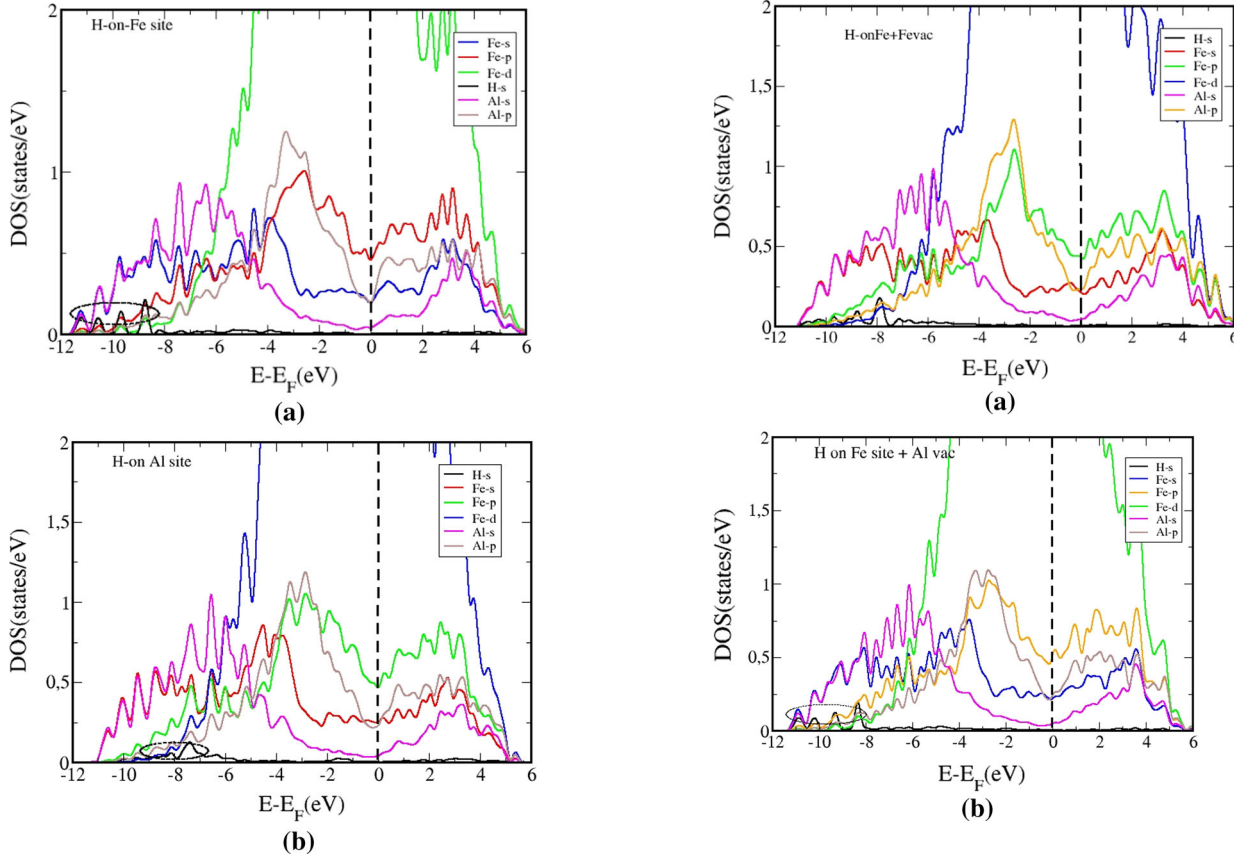 H-on-Fe site
Fe-s
Fe-p
Fe-d
H-s
Al-s
Al-p
2
1.5
1
0.5
0
DOS(states/eV)
-12 -10 -8 -6 -4 -2 0 2 4 6
E-E_F(eV)
(a)
H-onFe+Fevac
H-s
Fe-s
Fe-p
Fe-d
Al-s
Al-p
2
1.5
1
0.5
0
DOS(states/eV)
-12 -10 -8 -6 -4 -2 0 2 4 6
E-E_F(eV)
(a)
H-on Al site
H-s
Fe-s
Fe-p
Fe-d
Al-s
Al-p
2
1.5
1
0.5
0
DOS(states/eV)
-12 -10 -8 -6 -4 -2 0 2 4 6
E-E_F(eV)
(b)
H on Fe site + Al vac
H-s
Fe-s
Fe-p
Fe-d
Al-s
Al-p
2
1.5
1
0.5
0
DOS(states/eV)
-12 -10 -8 -6 -4 -2 0 2 4 6
E-E_F(eV)
(b)